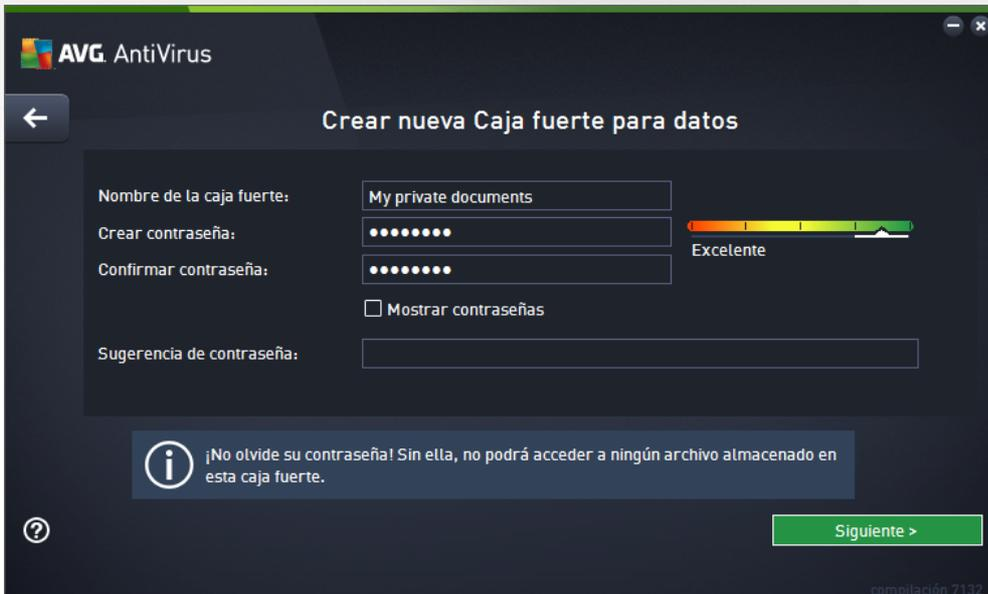 AVG. AntiVirus
Crear nueva Caja fuerte para datos
Nombre de la caja fuerte: My private documents
Crear contraseña: ●●●●●●●●
Excelente
Confirmar contraseña: ●●●●●●●●
Mostrar contraseñas
Sugerencia de contraseña:
¡No olvide su contraseña! Sin ella, no podrá acceder a ningún archivo almacenado en
esta caja fuerte.
Siguiente >
compilación 7132